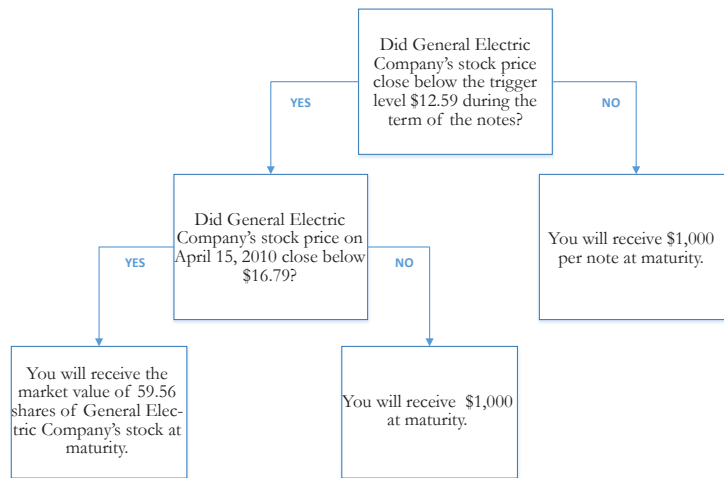 Did General Electric
Company's stock price
close below the trigger
level $12.59 during the
term of the notes?
YES
NO
Did General Electric
Company's stock price on
April 15, 2010 close below
$16.79?
You will receive $1,000
per note at maturity.
YES
NO
You will receive the
market value of 59.56
shares of General Elec-
tric Company's stock at
maturity.
You will receive $1,000
at maturity.